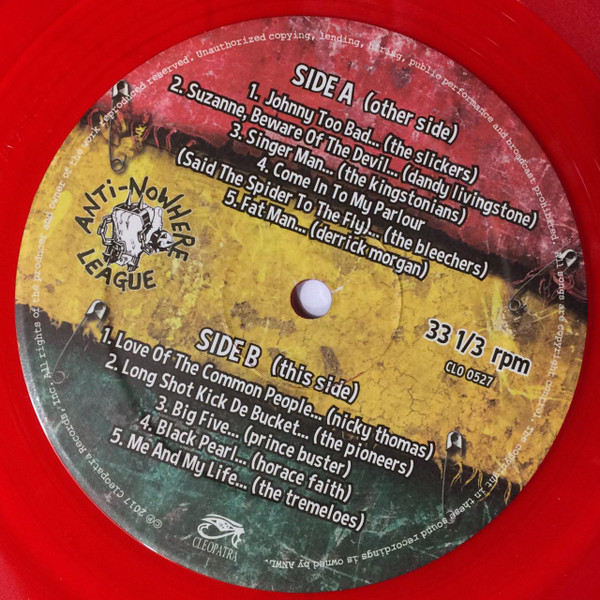 SIDE A (other side)
1. Johnny Too Bad... (the slickers)
2. Suzanne, Beware Of The Devil... (dandy livingstone)
3. Singer Man... (the kingstonians)
4. Come In To My Parlour
(Said The Spider To The Fly)... (the bleechers)
5. Fat Man... (derrick morgan)
ANTi-NOWHERE
LEAGUE
33 1/3 rpm
CLO 0527
SIDE B (this side)
1. Love Of The Common People... (nicky thomas)
2. Long Shot Kick De Bucket... (the pioneers)
3. Big Five... (prince buster)
4. Black Pearl... (horace faith)
5. Me And My Life... (the tremeloes)
CLEOPATRA
℗© 2017 Cleopatra Records, Inc. All rights of the producer, and owner of the work reproduced reserved. Unauthorized copying, lending, hiring, public performance and broadcast prohibited. All songs are copyright control. The copyright in these sound recordings is owned by ANWL.